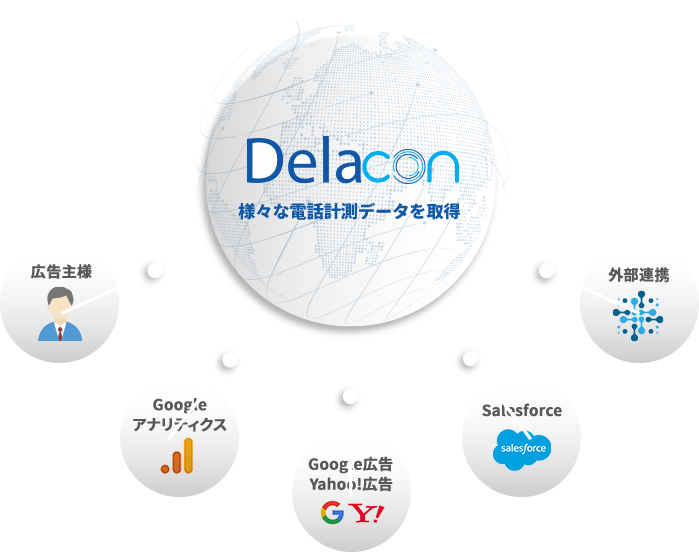 Delacon
様々な電話計測データを取得
広告主様
外部連携
Google
アナリティクス
Salesforce
salesforce
Google広告
Yahoo!広告
G Y!